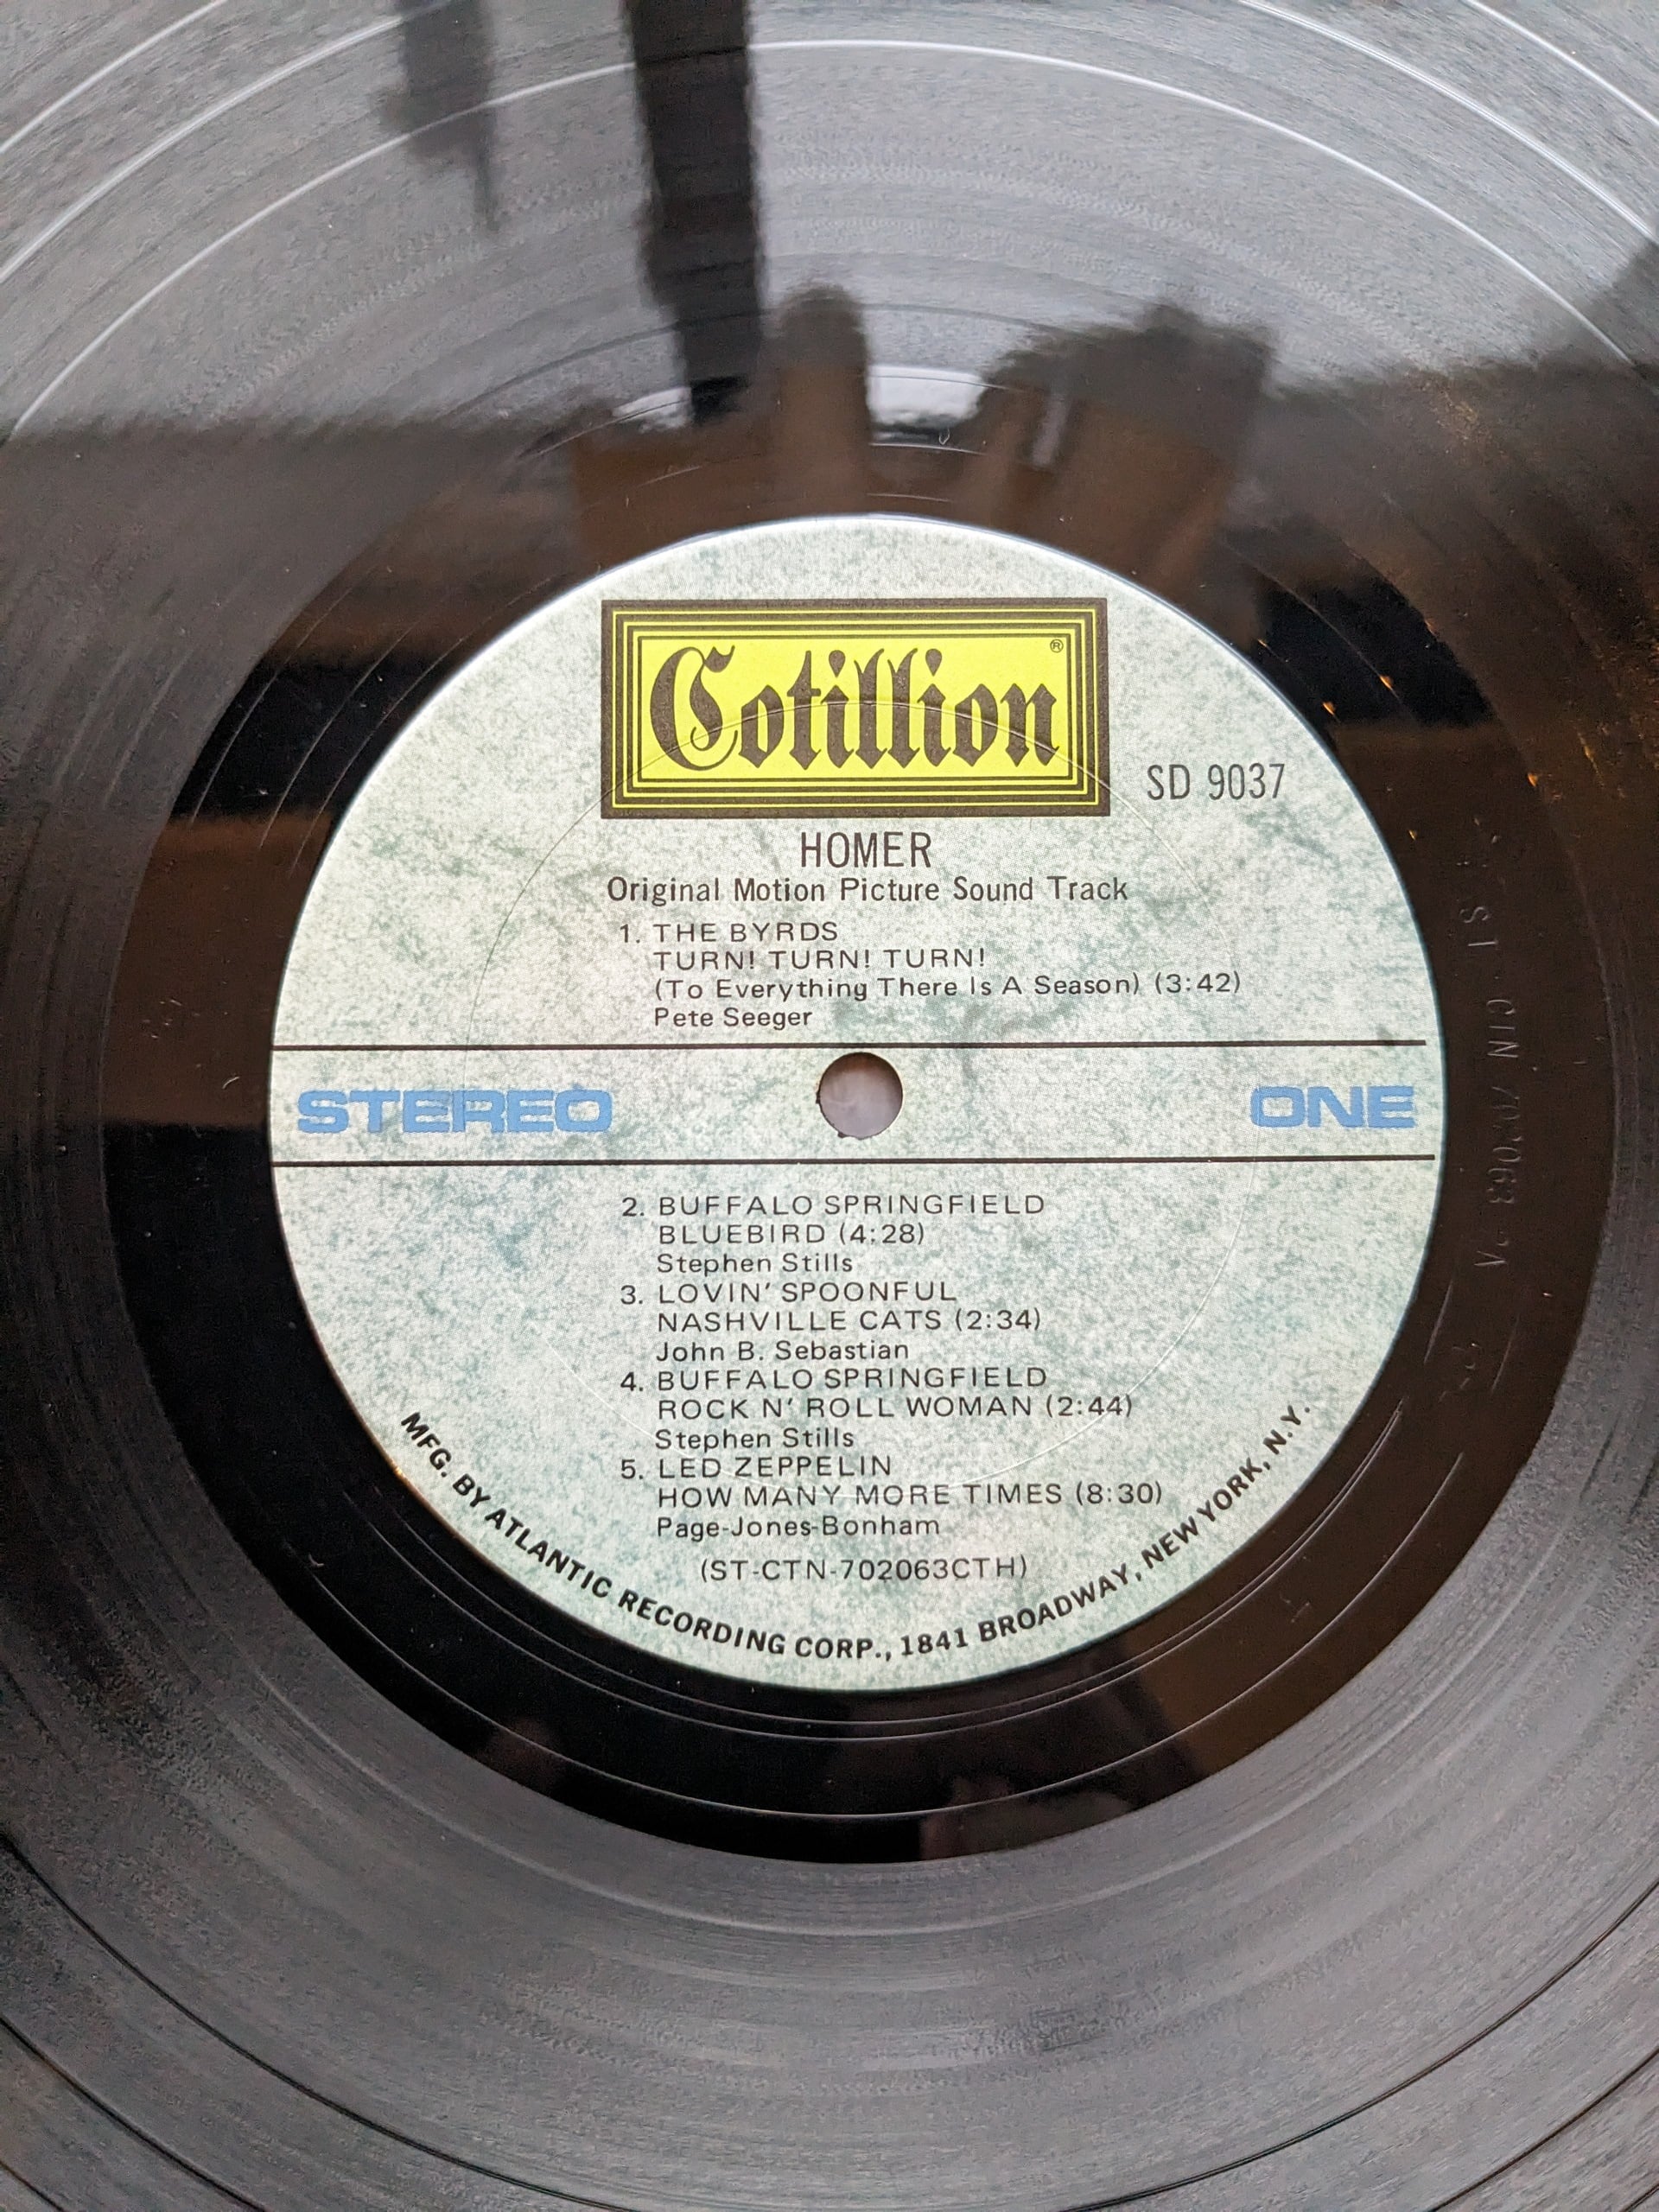 Cotillion ®
SD 9037
HOMER
Original Motion Picture Sound Track
1. THE BYRDS
TURN! TURN! TURN!
(To Everything There Is A Season) (3:42)
Pete Seeger
STEREO ONE
2. BUFFALO SPRINGFIELD
BLUEBIRD (4:28)
Stephen Stills
3. LOVIN' SPOONFUL
NASHVILLE CATS (2:34)
John B. Sebastian
4. BUFFALO SPRINGFIELD
ROCK N' ROLL WOMAN (2:44)
Stephen Stills
5. LED ZEPPELIN
HOW MANY MORE TIMES (8:30)
Page-Jones-Bonham
(ST-CTN-702063CTH)
MFG. BY ATLANTIC RECORDING CORP., 1841 BROADWAY, NEW YORK, N.Y.